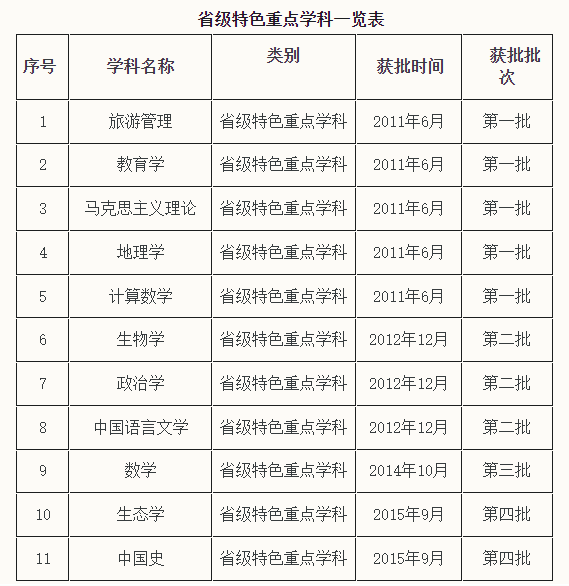 省级特色重点学科一览表
序号 学科名称 类别 获批时间 获批批
次
1 旅游管理 省级特色重点学科 2011年6月 第一批
2 教育学 省级特色重点学科 2011年6月 第一批
3 马克思主义理论 省级特色重点学科 2011年6月 第一批
4 地理学 省级特色重点学科 2011年6月 第一批
5 计算数学 省级特色重点学科 2011年6月 第一批
6 生物学 省级特色重点学科 2012年12月 第二批
7 政治学 省级特色重点学科 2012年12月 第二批
8 中国语言文学 省级特色重点学科 2012年12月 第二批
9 数学 省级特色重点学科 2014年10月 第三批
10 生态学 省级特色重点学科 2015年9月 第四批
11 中国史 省级特色重点学科 2015年9月 第四批